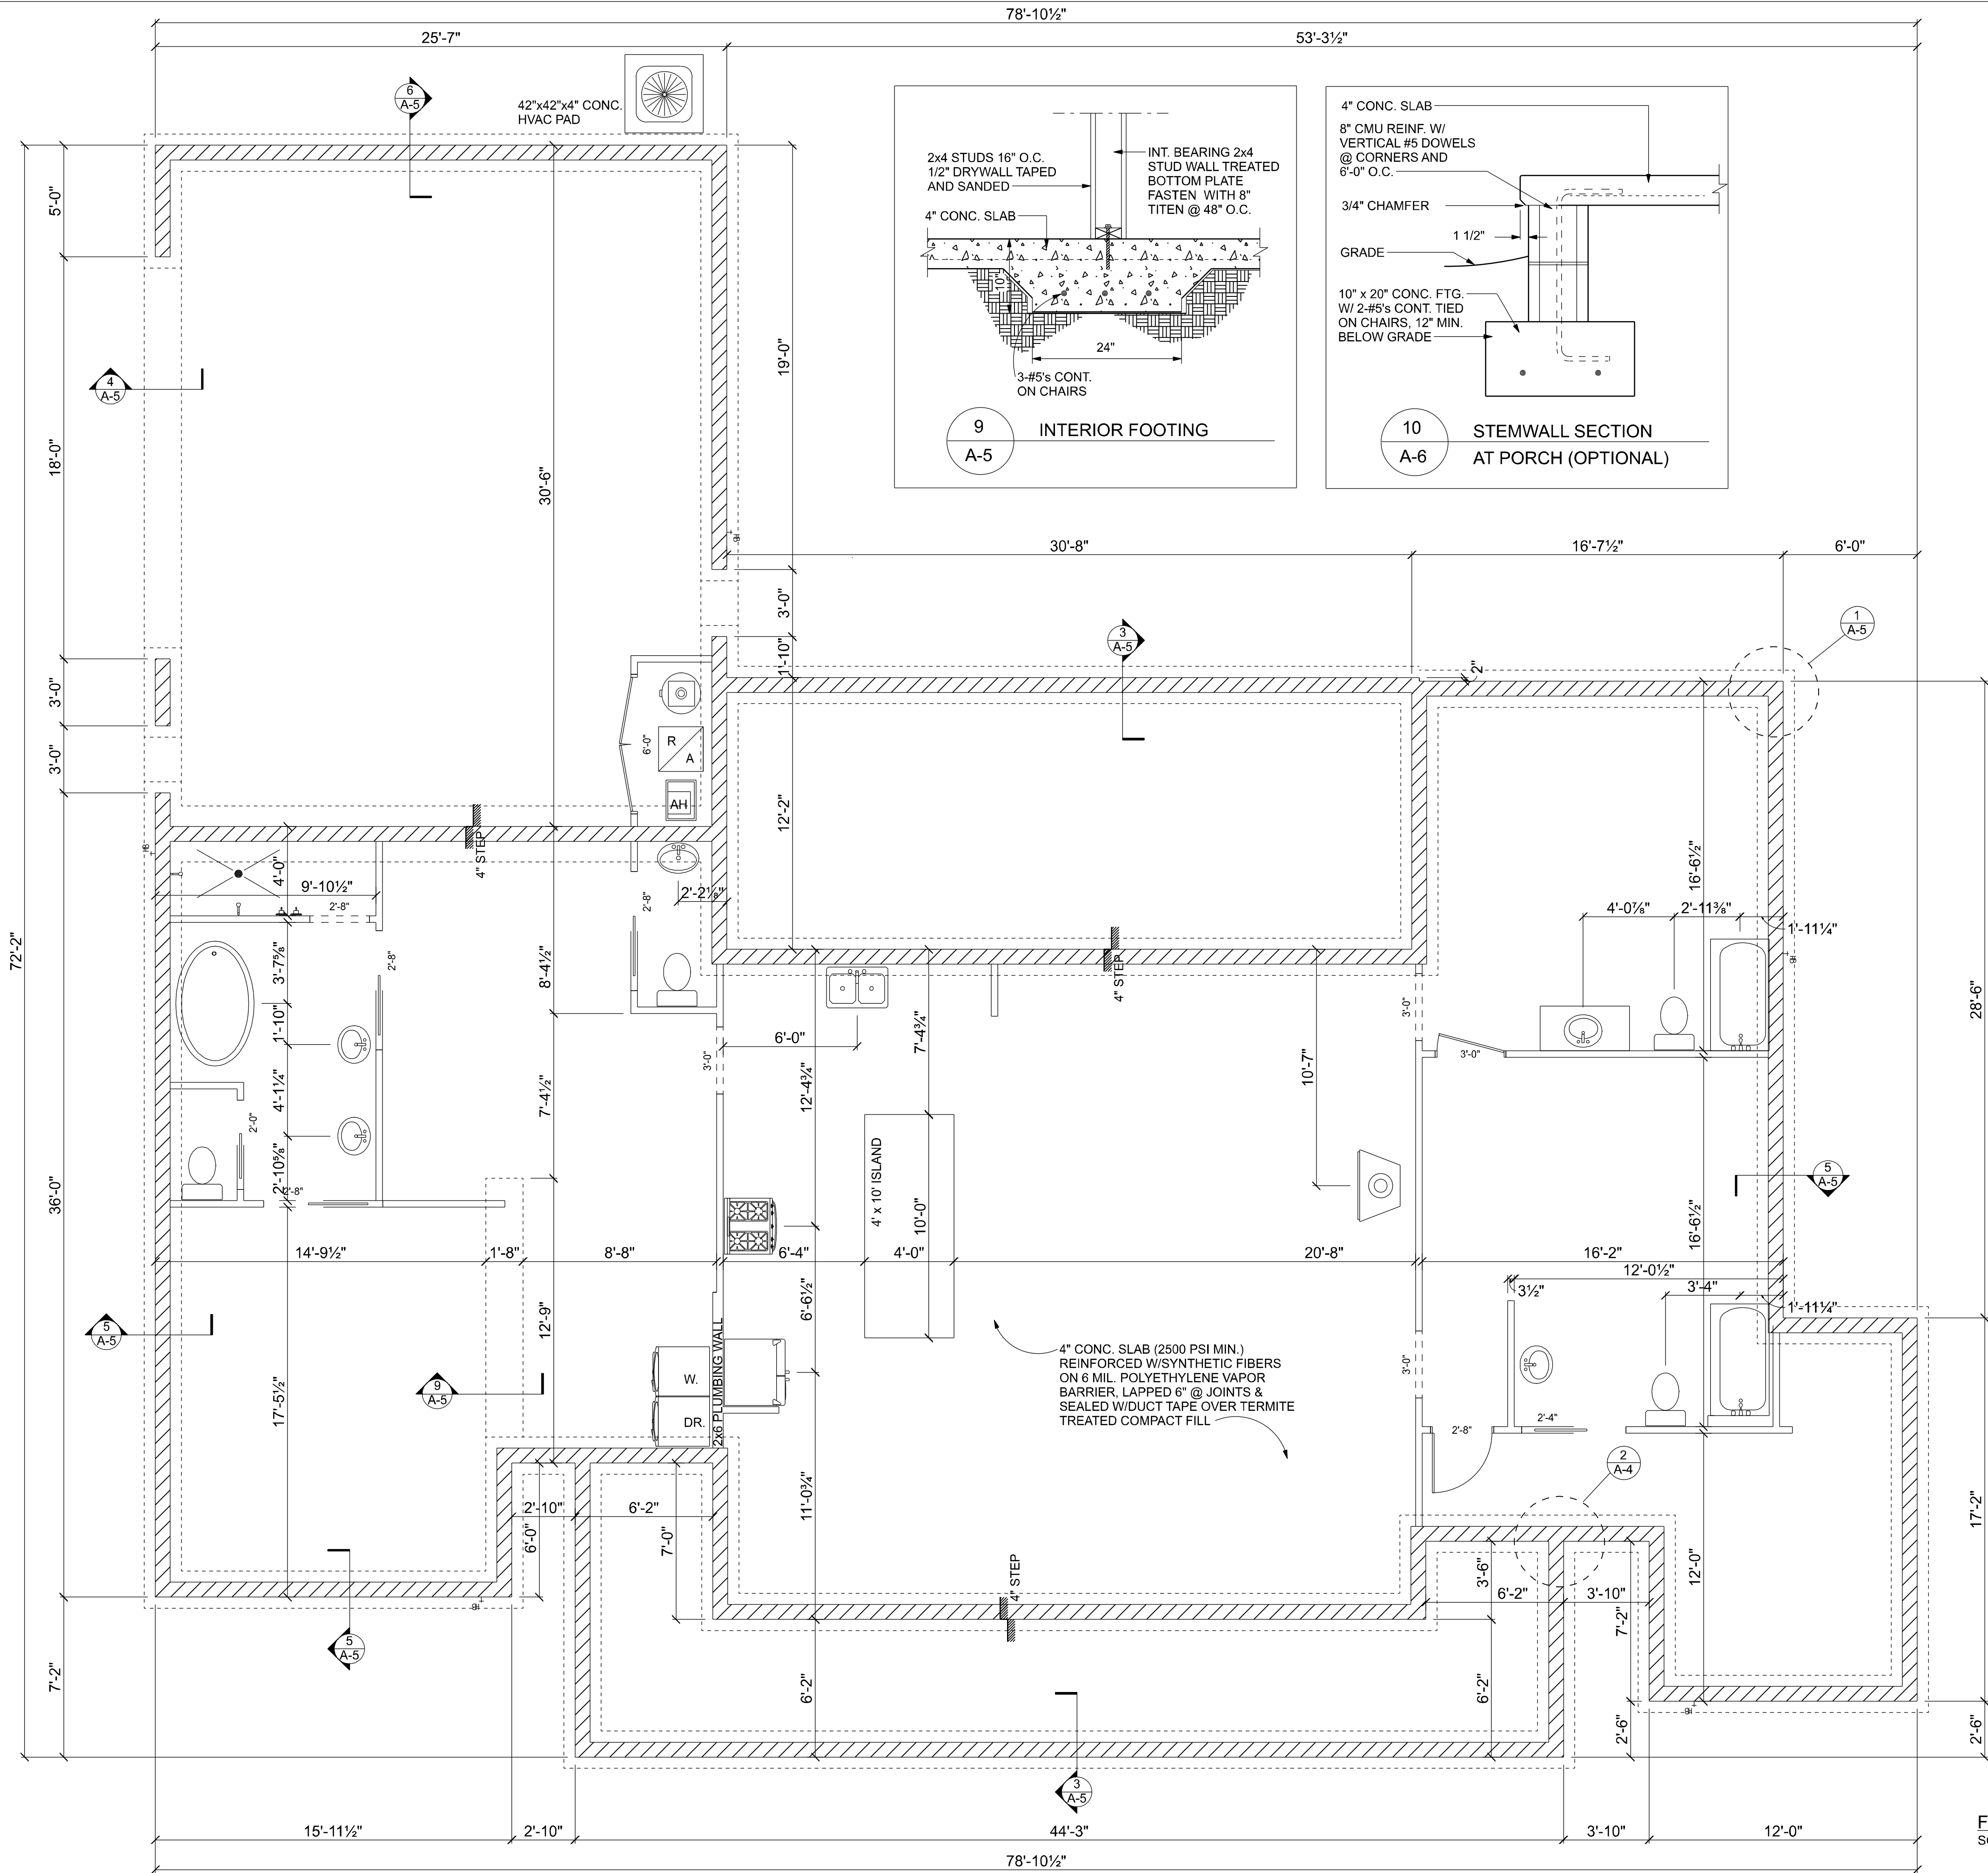 78'-10½"
25'-7"
53'-3½"
6
A-5
42"x42"x4" CONC.
HVAC PAD
2x4 STUDS 16" O.C.
1/2" DRYWALL TAPED
AND SANDED
4" CONC. SLAB
INT. BEARING 2x4
STUD WALL TREATED
BOTTOM PLATE
FASTEN WITH 8"
TITEN @ 48" O.C.
10"
24"
3-#5's CONT.
ON CHAIRS
9
A-5
INTERIOR FOOTING
4" CONC. SLAB
8" CMU REINF. W/
VERTICAL #5 DOWELS
@ CORNERS AND
6'-0" O.C.
3/4" CHAMFER
1 1/2"
GRADE
10" x 20" CONC. FTG.
W/ 2-#5's CONT. TIED
ON CHAIRS, 12" MIN.
BELOW GRADE
10
A-6
STEMWALL SECTION
AT PORCH (OPTIONAL)
5'-0"
18'-0"
3'-0"
3'-0"
36'-0"
7'-2"
72'-2"
4
A-5
30'-6"
19'-0"
3'-0"
1'-10"
12'-2"
HB
30'-8"
16'-7½"
6'-0"
3
A-5
1
A-5
2"
6'-0"
R
A
AH
4" STEP
HB
4'-0"
9'-10½"
2'-8"
2'-8"
2'-2⅛"
2'-8"
3'-7⅝"
1'-10"
4'-1¼"
2'-10⅝"
2'-0"
2'-8"
8'-4½"
7'-4½"
12'-9"
3'-0"
6'-0"
12'-4¾"
7'-4¾"
4" STEP
10'-7"
3'-0"
16'-6½"
4'-0⅞"
2'-11⅜"
1'-11¼"
HB
28'-6"
3'-0"
4' x 10' ISLAND
10'-0"
5
A-5
16'-6½"
14'-9½"
1'-8"
8'-8"
6'-4"
4'-0"
20'-8"
16'-2"
12'-0½"
3½"
3'-4"
1'-11¼"
6'-6½"
5
A-5
9
A-5
17'-5½"
W.
DR.
2x6 PLUMBING WALL
4" CONC. SLAB (2500 PSI MIN.)
REINFORCED W/SYNTHETIC FIBERS
ON 6 MIL. POLYETHYLENE VAPOR
BARRIER, LAPPED 6" @ JOINTS &
SEALED W/DUCT TAPE OVER TERMITE
TREATED COMPACT FILL
3'-0"
2'-8"
2'-4"
2
A-4
11'-0¾"
2'-10"
6'-2"
6'-0"
7'-0"
4" STEP
3'-6"
6'-2"
3'-10"
7'-2"
12'-0"
17'-2"
HB
5
A-5
6'-2"
6'-2"
HB
2'-6"
2'-6"
3
A-5
15'-11½"
2'-10"
44'-3"
3'-10"
12'-0"
78'-10½"